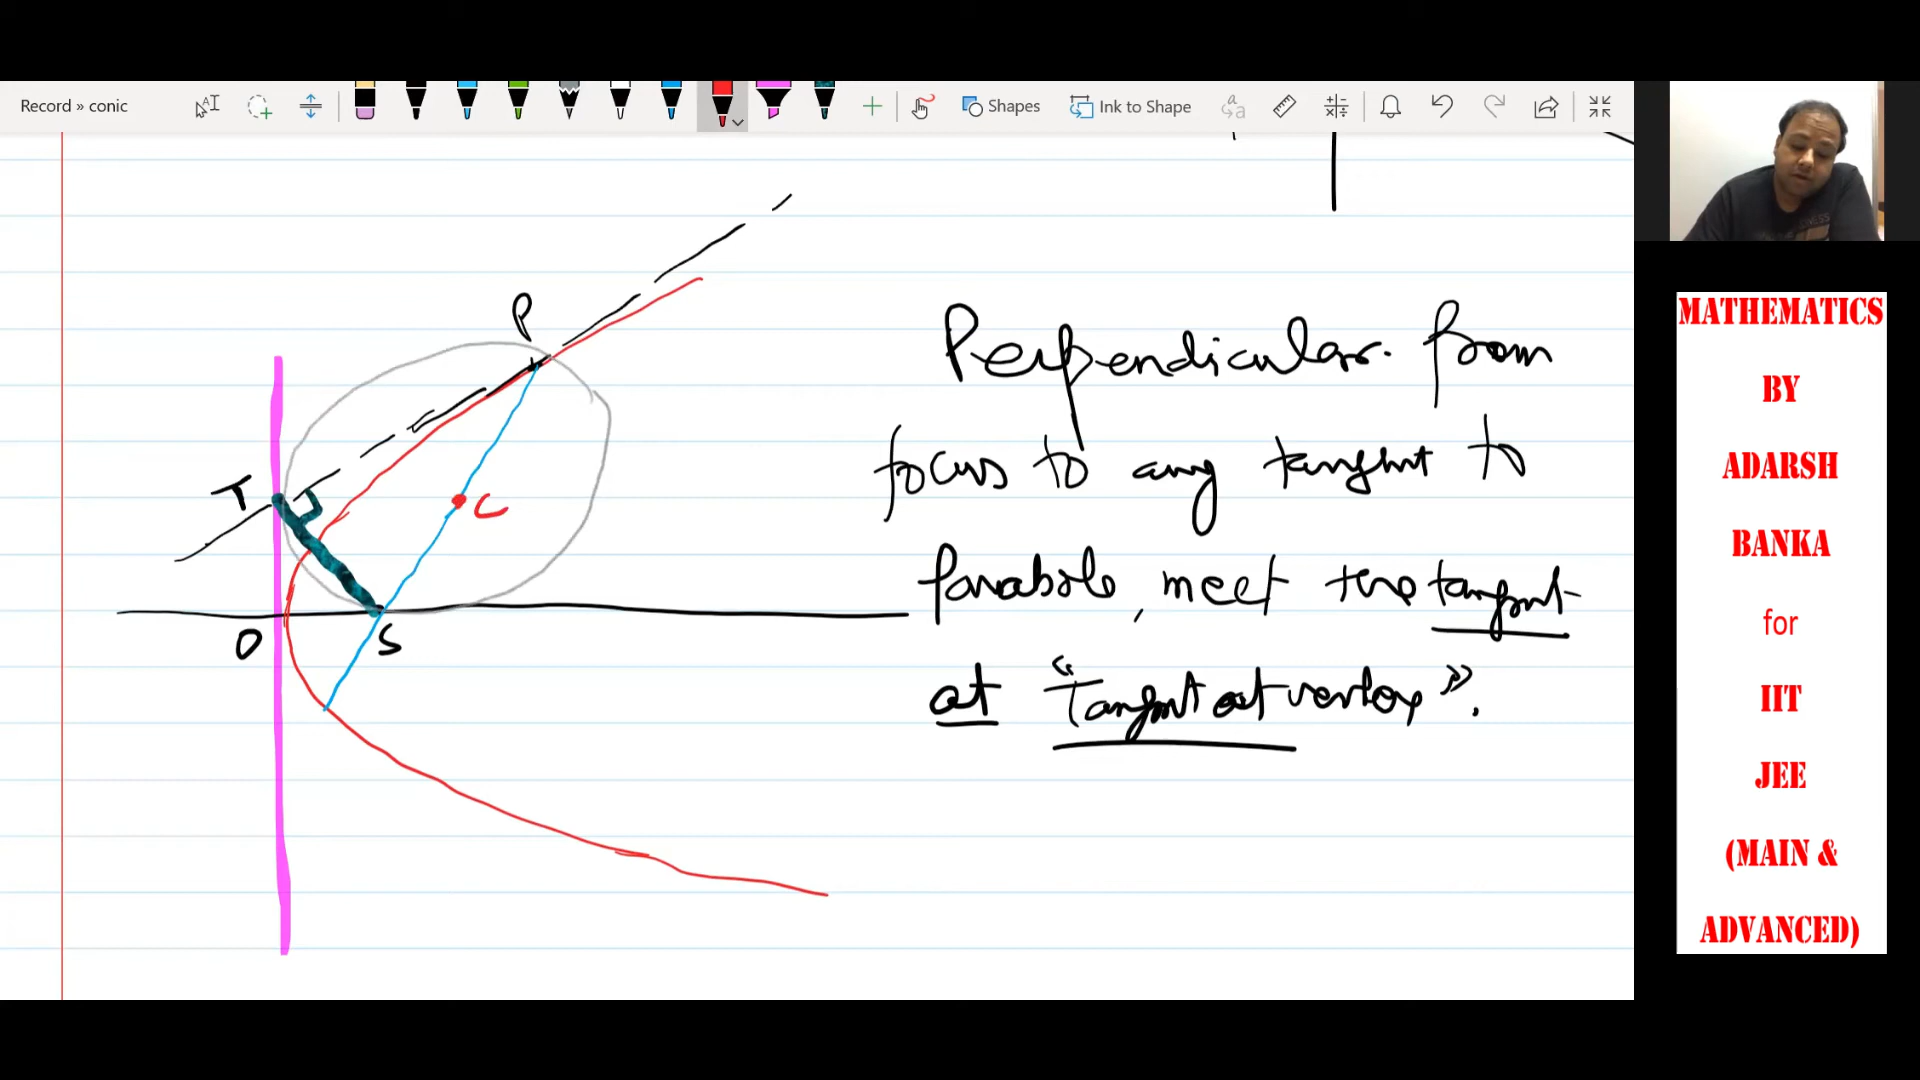 Record » conic
Shapes
Ink to Shape
P
T
C
O
S
Perpendicular from
focus to any tangent to
Parabola, meet the tangent
at "Tangent at vertex".
MATHEMATICS
BY
ADARSH
BANKA
for
IIT
JEE
(MAIN &
ADVANCED)